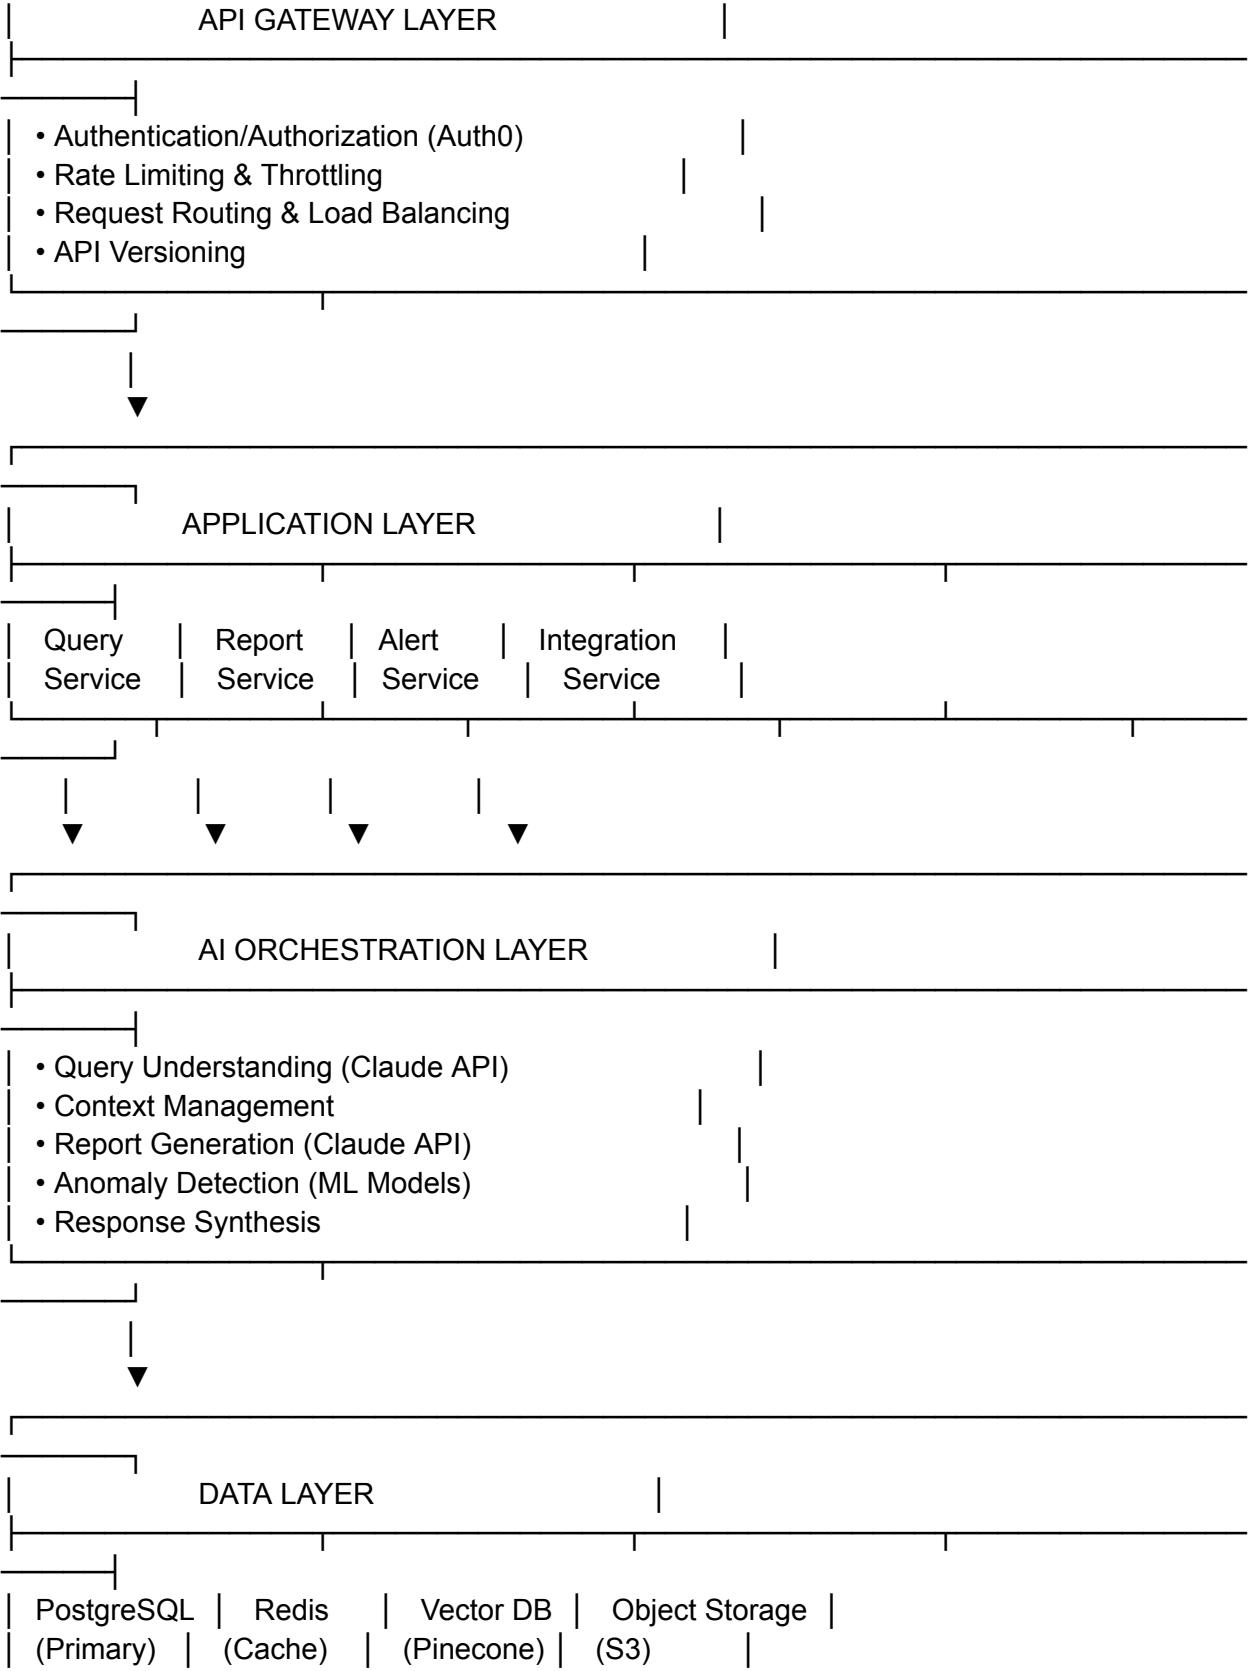 API GATEWAY LAYER
• Authentication/Authorization (Auth0)
• Rate Limiting & Throttling
• Request Routing & Load Balancing
• API Versioning
▼
APPLICATION LAYER
│ Query │ Report │ Alert │ Integration │
│ Service │ Service │ Service │ Service │
▼ ▼ ▼ ▼
AI ORCHESTRATION LAYER
• Query Understanding (Claude API)
• Context Management
• Report Generation (Claude API)
• Anomaly Detection (ML Models)
• Response Synthesis
▼
DATA LAYER
│ PostgreSQL │ Redis │ Vector DB │ Object Storage │
│ (Primary) │ (Cache) │ (Pinecone) │ (S3) │